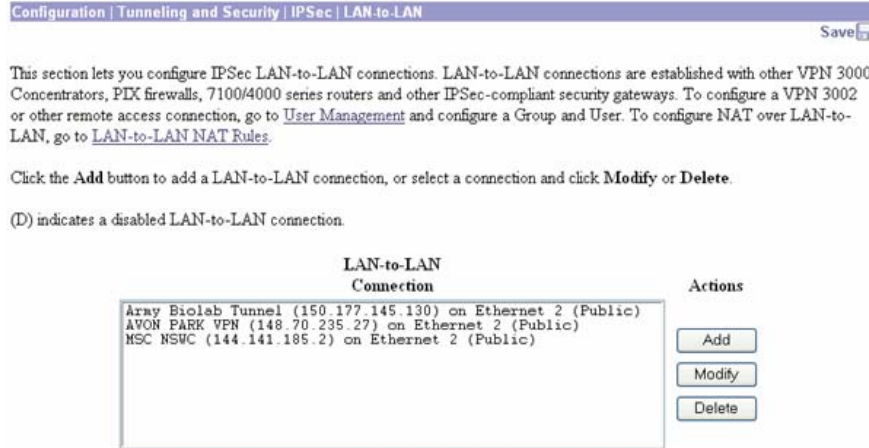 Configuration | Tunneling and Security | IPSec | LAN-to-LAN
Save
This section lets you configure IPSec LAN-to-LAN connections. LAN-to-LAN connections are established with other VPN 3000
Concentrators, PIX firewalls, 7100/4000 series routers and other IPSec-compliant security gateways. To configure a VPN 3002
or other remote access connection, go to User Management and configure a Group and User. To configure NAT over LAN-to-
LAN, go to LAN-to-LAN NAT Rules.
Click the Add button to add a LAN-to-LAN connection, or select a connection and click Modify or Delete.
(D) indicates a disabled LAN-to-LAN connection.
LAN-to-LAN
Connection
Actions
Army Biolab Tunnel (150.177.145.130) on Ethernet 2 (Public)
AVON PARK VPN (148.70.235.27) on Ethernet 2 (Public)
MSC NSWC (144.141.185.2) on Ethernet 2 (Public)
Add
Modify
Delete